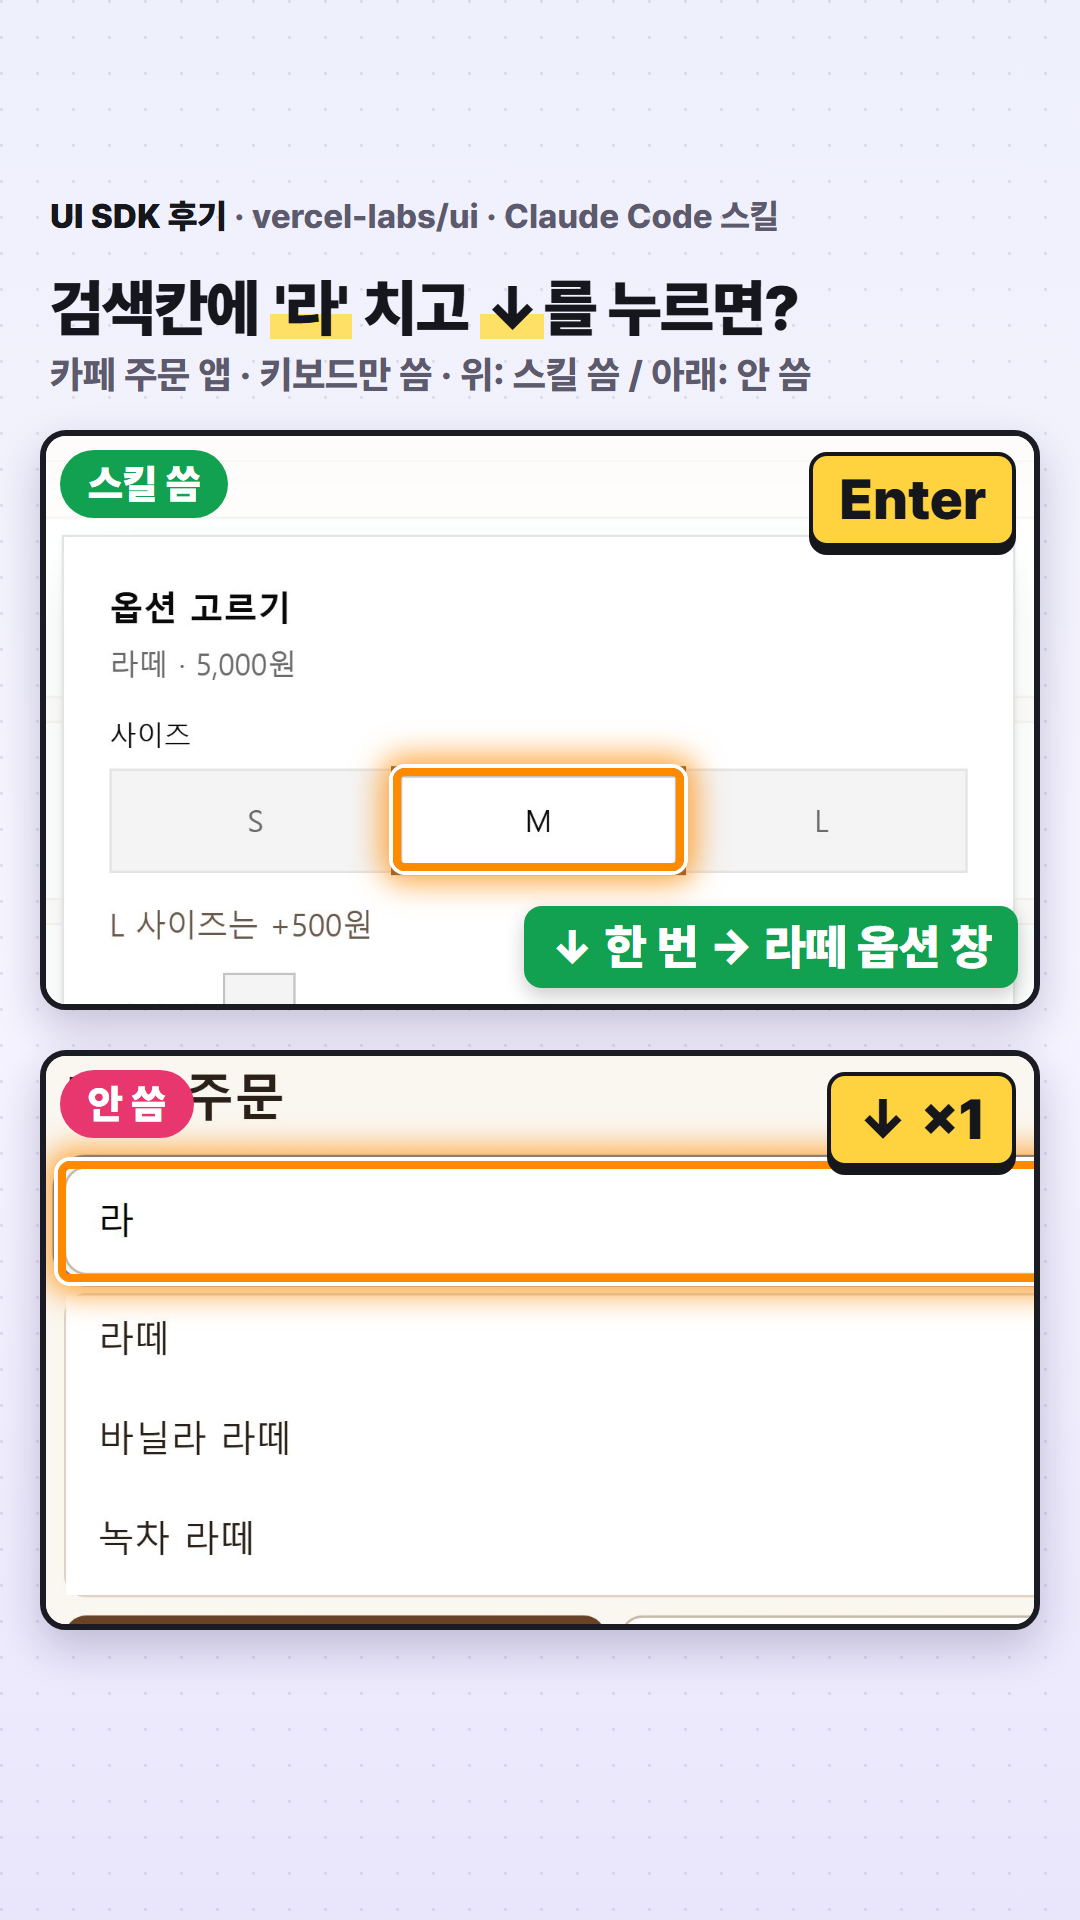 UI SDK 후기 · vercel-labs/ui · Claude Code 스킬
검색칸에 '라' 치고 ↓를 누르면?
카페 주문 앱 · 키보드만 씀 · 위: 스킬 씀 / 아래: 안 씀
스킬 씀
Enter
옵션 고르기
라떼 · 5,000원
사이즈
S M L
L 사이즈는 +500원
↓ 한 번 → 라떼 옵션 창
안 씀
주문
↓ ×1
라
라떼
바닐라 라떼
녹차 라떼